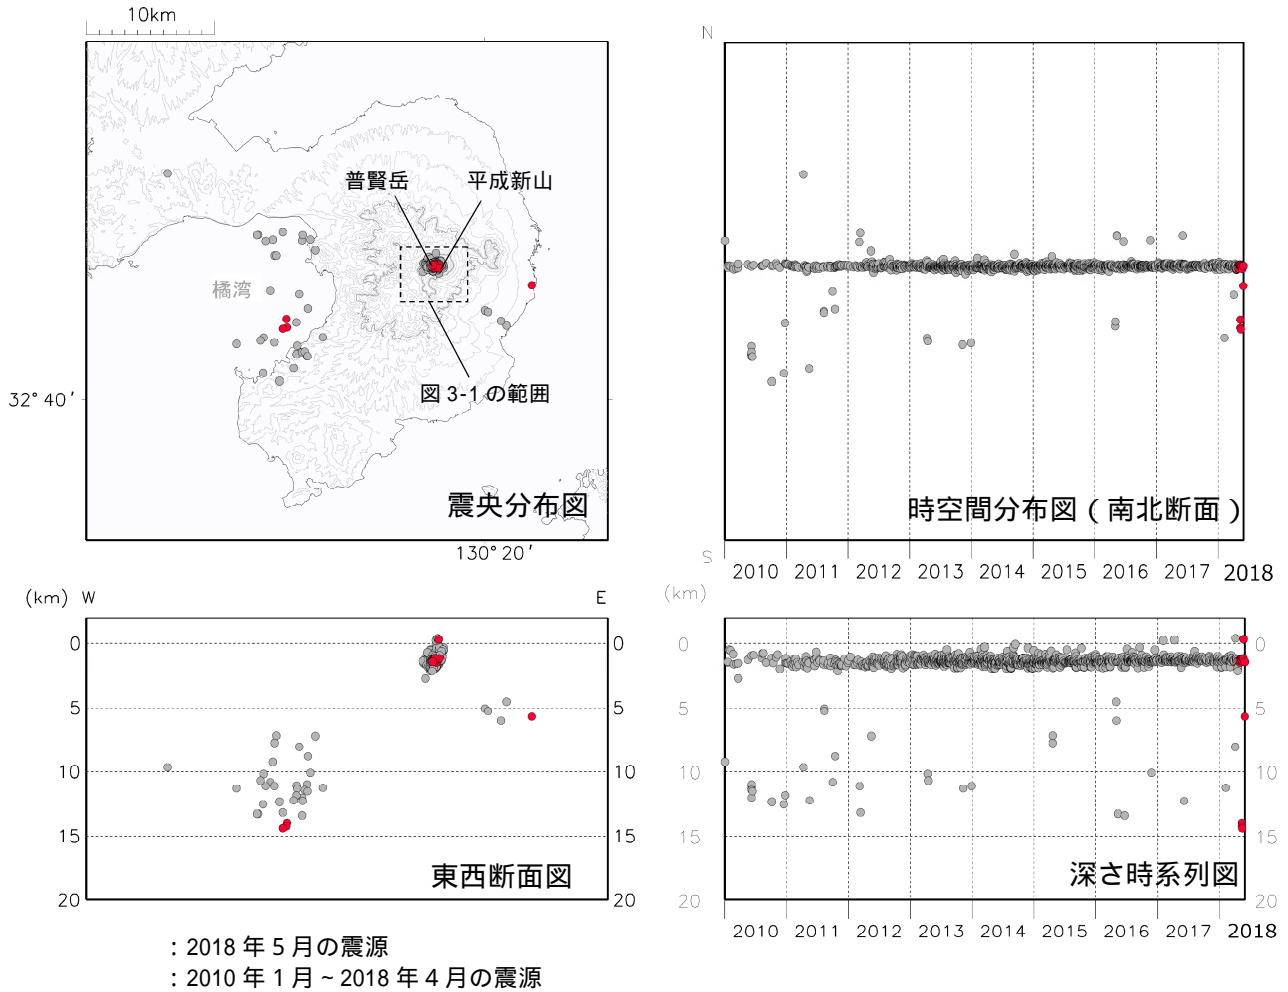 10km
普賢岳
平成新山
橘湾
図 3-1 の範囲
32° 40′
震央分布図
130° 20′
N
時空間分布図 ( 南北断面 )
S
2010 2011 2012 2013 2014 2015 2016 2017 2018
(km) W E
0 0
5 5
10 10
15 15
20 20
東西断面図
(km)
0 0
5 5
10 10
15 15
20 20
深さ時系列図
2010 2011 2012 2013 2014 2015 2016 2017 2018
: 2018 年 5 月の震源
: 2010 年 1 月 ~ 2018 年 4 月の震源